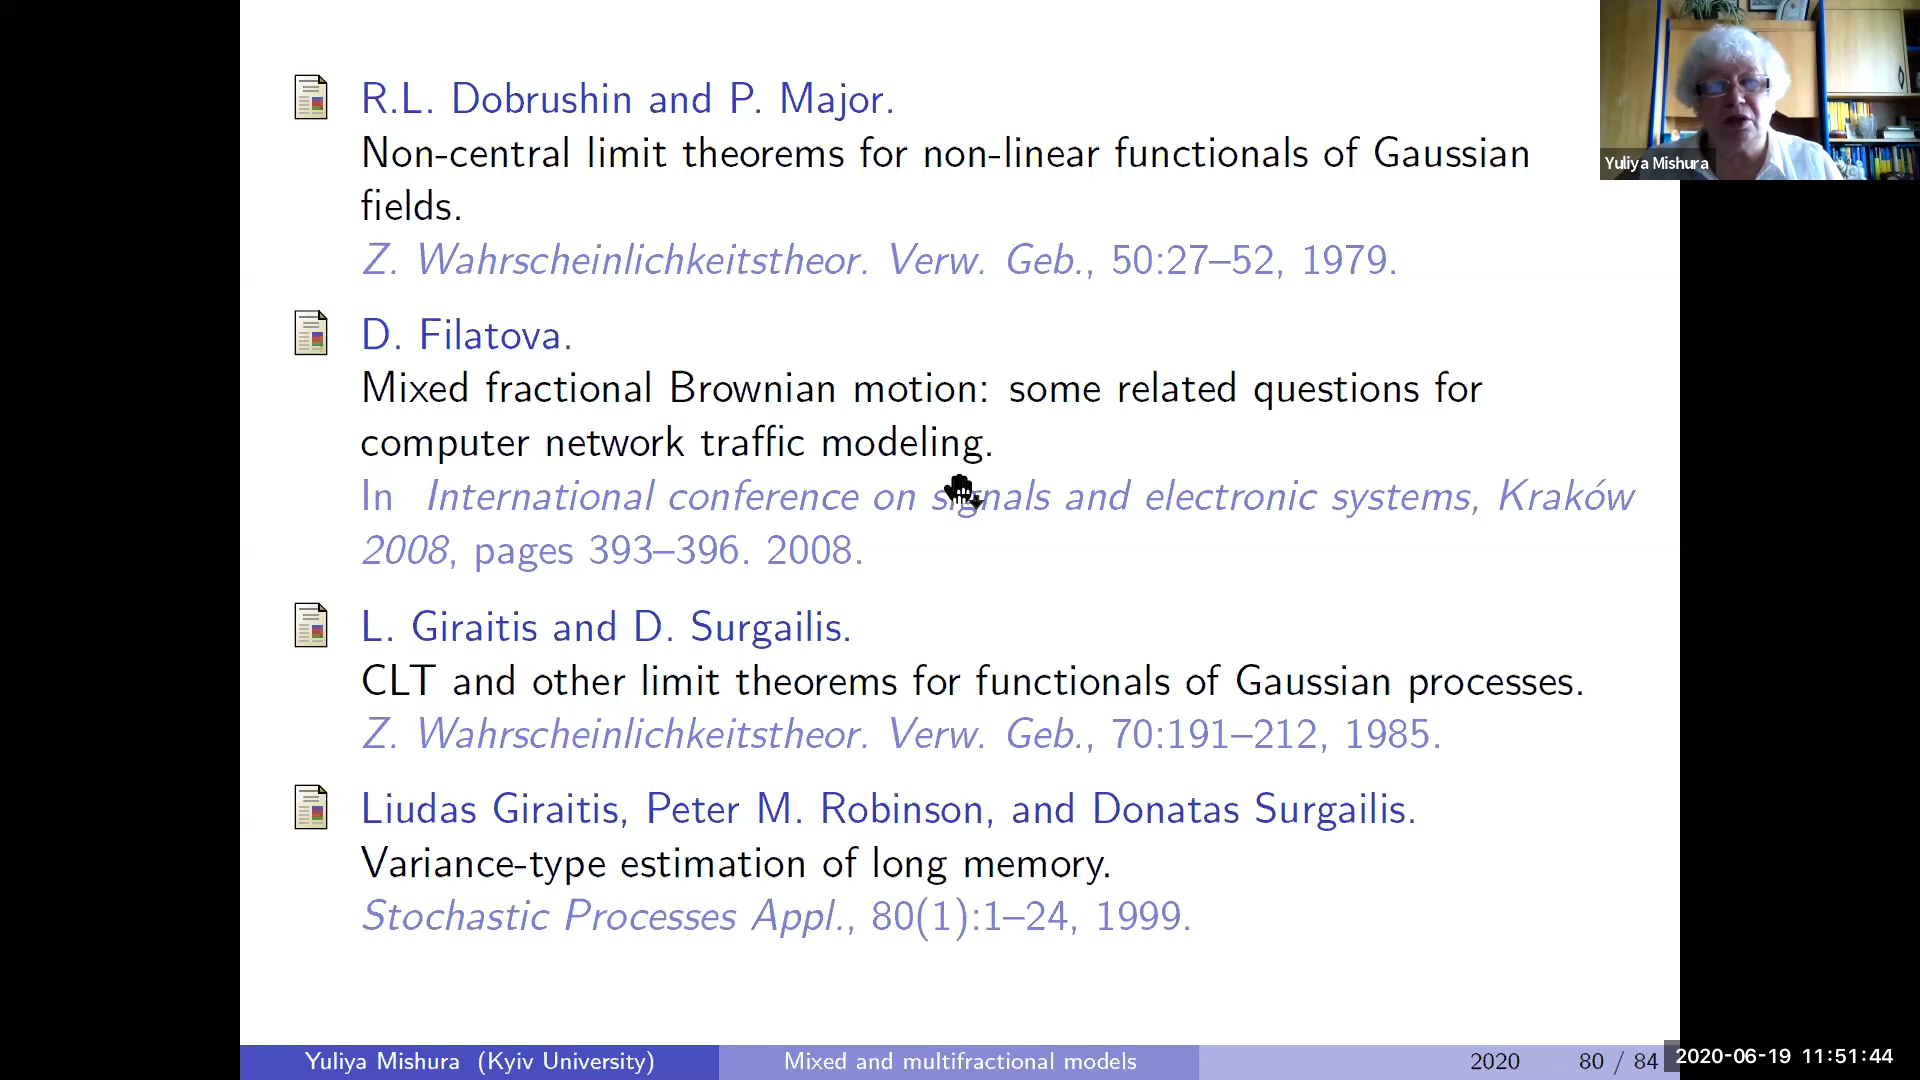 R.L. Dobrushin and P. Major.
Non-central limit theorems for non-linear functionals of Gaussian
fields.
Z. Wahrscheinlichkeitstheor. Verw. Geb., 50:27–52, 1979.
D. Filatova.
Mixed fractional Brownian motion: some related questions for
computer network traffic modeling.
In International conference on signals and electronic systems, Kraków
2008, pages 393–396. 2008.
L. Giraitis and D. Surgailis.
CLT and other limit theorems for functionals of Gaussian processes.
Z. Wahrscheinlichkeitstheor. Verw. Geb., 70:191–212, 1985.
Liudas Giraitis, Peter M. Robinson, and Donatas Surgailis.
Variance-type estimation of long memory.
Stochastic Processes Appl., 80(1):1–24, 1999.
Yuliya Mishura
Yuliya Mishura (Kyiv University)
Mixed and multifractional models
2020
80 / 84
2020-06-19 11:51:44